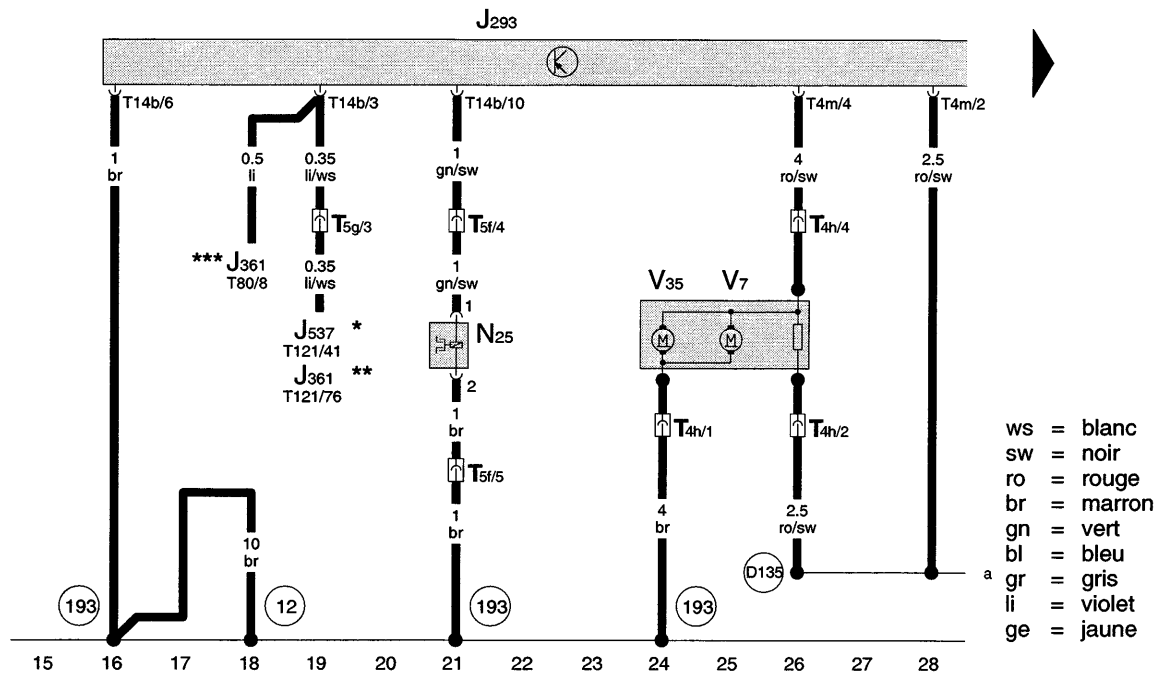 J293
T14b/6
T14b/3
T14b/10
T4m/4
T4m/2
1
br
0.5
li
0.35
li/ws
1
gn/sw
4
ro/sw
2.5
ro/sw
T5g/3
T5f/4
T4h/4
*** J361
T80/8
0.35
li/ws
1
gn/sw
V35
V7
1
J537 *
T121/41
N25
M
M
J361 **
T121/76
2
1
br
T4h/1
T4h/2
T5f/5
10
br
1
br
4
br
2.5
ro/sw
D135
a
193
12
193
193
15 16 17 18 19 20 21 22 23 24 25 26 27 28
ws = blanc
sw = noir
ro = rouge
br = marron
gn = vert
bl = bleu
gr = gris
li = violet
ge = jaune